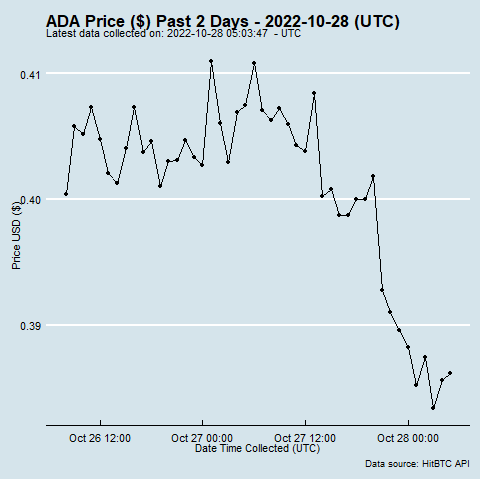 ADA Price ($) Past 2 Days - 2022-10-28 (UTC)
Latest data collected on: 2022-10-28 05:03:47 - UTC
0.41
0.40
0.39
Price USD ($)
Oct 26 12:00 Oct 27 00:00 Oct 27 12:00 Oct 28 00:00
Date Time Collected (UTC)
Data source: HitBTC API